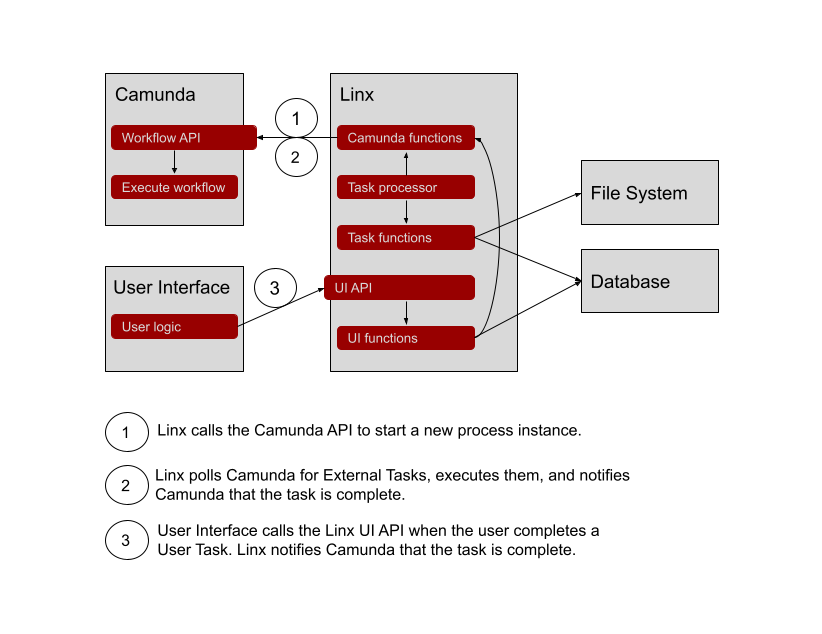 Camunda
Workflow API
Execute workflow
1
2
Linx
Camunda functions
Task processor
Task functions
UI API
UI functions
File System
Database
User Interface
User logic
3
1 Linx calls the Camunda API to start a new process instance.
2 Linx polls Camunda for External Tasks, executes them, and notifies
Camunda that the task is complete.
3 User Interface calls the Linx UI API when the user completes a
User Task. Linx notifies Camunda that the task is complete.